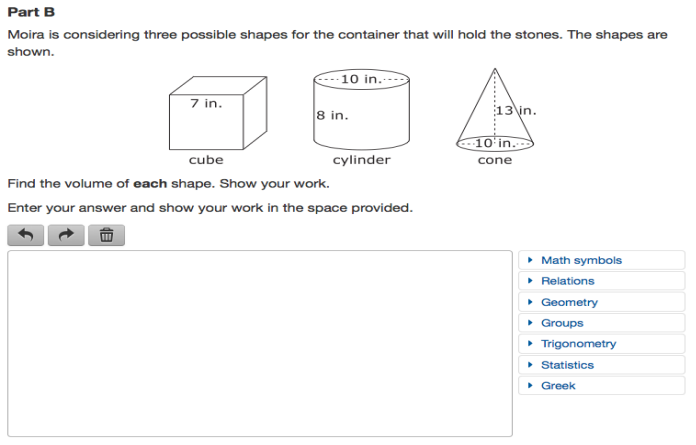 Part B
Moira is considering three possible shapes for the container that will hold the stones. The shapes are
shown.
7 in.
10 in.
8 in.
13 in.
10 in.
cube
cylinder
cone
Find the volume of each shape. Show your work.
Enter your answer and show your work in the space provided.
Math symbols
Relations
Geometry
Groups
Trigonometry
Statistics
Greek